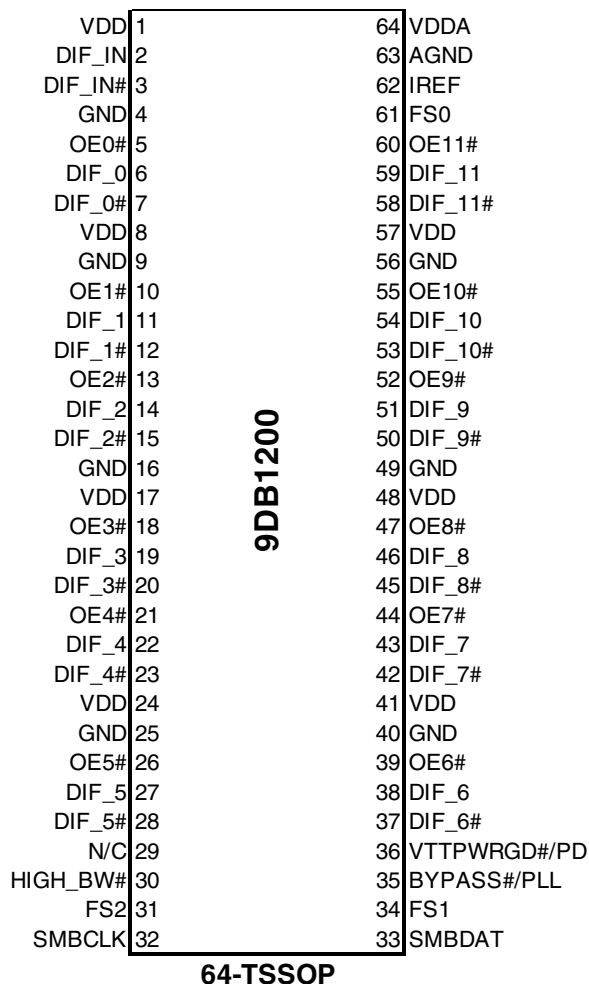 VDD 1 64 VDDA
DIF_IN 2 63 AGND
DIF_IN# 3 62 IREF
GND 4 61 FS0
OE0# 5 60 OE11#
DIF_0 6 59 DIF_11
DIF_0# 7 58 DIF_11#
VDD 8 57 VDD
GND 9 56 GND
OE1# 10 55 OE10#
DIF_1 11 54 DIF_10
DIF_1# 12 53 DIF_10#
OE2# 13 52 OE9#
DIF_2 14 51 DIF_9
DIF_2# 15 50 DIF_9#
GND 16 49 GND
VDD 17 48 VDD
OE3# 18 47 OE8#
DIF_3 19 46 DIF_8
DIF_3# 20 45 DIF_8#
OE4# 21 44 OE7#
DIF_4 22 43 DIF_7
DIF_4# 23 42 DIF_7#
VDD 24 41 VDD
GND 25 40 GND
OE5# 26 39 OE6#
DIF_5 27 38 DIF_6
DIF_5# 28 37 DIF_6#
N/C 29 36 VTTPWRGD#/PD
HIGH_BW# 30 35 BYPASS#/PLL
FS2 31 34 FS1
SMBCLK 32 33 SMBDAT
9DB1200
64-TSSOP